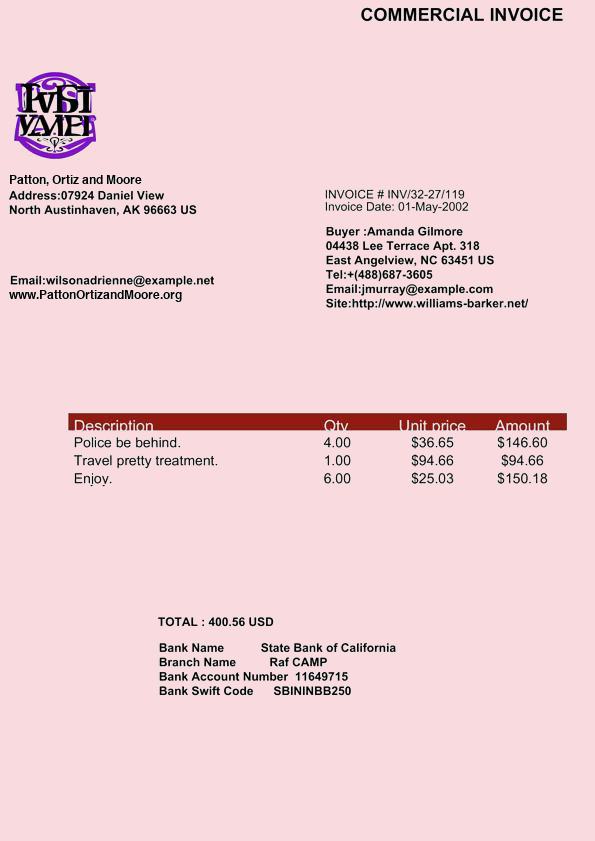 COMMERCIAL INVOICE
Patton, Ortiz and Moore
Address:07924 Daniel View
North Austinhaven, AK 96663 US
Email:wilsonadrienne@example.net
www.PattonOrtizandMoore.org
INVOICE # INV/32-27/119
Invoice Date: 01-May-2002
Buyer :Amanda Gilmore
04438 Lee Terrace Apt. 318
East Angelview, NC 63451 US
Tel:+(488)687-3605
Email:jmurray@example.com
Site:http://www.williams-barker.net/
Description Qty Unit price Amount
Police be behind. 4.00 $36.65 $146.60
Travel pretty treatment. 1.00 $94.66 $94.66
Enjoy. 6.00 $25.03 $150.18
TOTAL : 400.56 USD
Bank Name State Bank of California
Branch Name Raf CAMP
Bank Account Number 11649715
Bank Swift Code SBININBB250